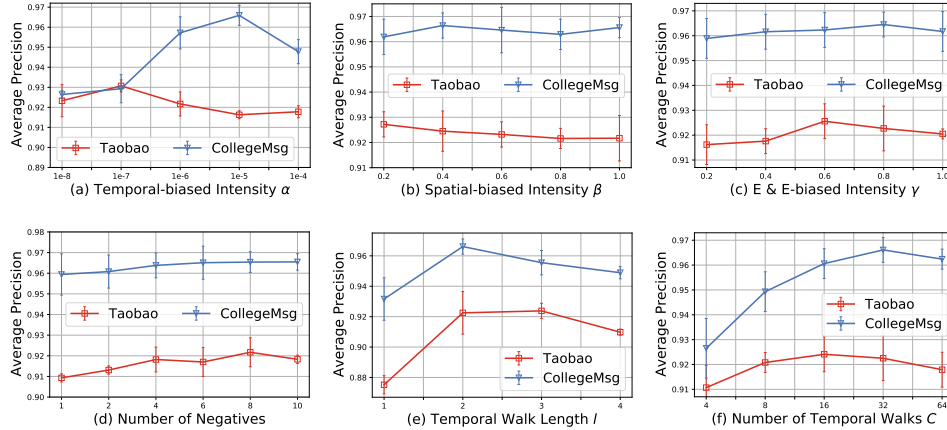 Average Precision
0.98
0.97
0.96
0.95
0.94
0.93
0.92
0.91
0.90
0.89
Taobao
CollegeMsg
1e-8
1e-7
1e-6
1e-5
1e-4
(a) Temporal-biased Intensity α
Average Precision
0.97
0.96
0.95
0.94
0.93
0.92
0.91
Taobao
CollegeMsg
0.2
0.4
0.6
0.8
1.0
(b) Spatial-biased Intensity β
Average Precision
0.97
0.96
0.95
0.94
0.93
0.92
0.91
Taobao
CollegeMsg
0.2
0.4
0.6
0.8
1.0
(c) E & E-biased Intensity γ
Average Precision
0.98
0.97
0.96
0.95
0.94
0.93
0.92
0.91
0.90
Taobao
CollegeMsg
1
2
4
6
8
10
(d) Number of Negatives
Average Precision
0.96
0.94
0.92
0.90
0.88
Taobao
CollegeMsg
1
2
3
4
(e) Temporal Walk Length l
Average Precision
0.97
0.96
0.95
0.94
0.93
0.92
0.91
Taobao
CollegeMsg
4
8
16
32
64
(f) Number of Temporal Walks C